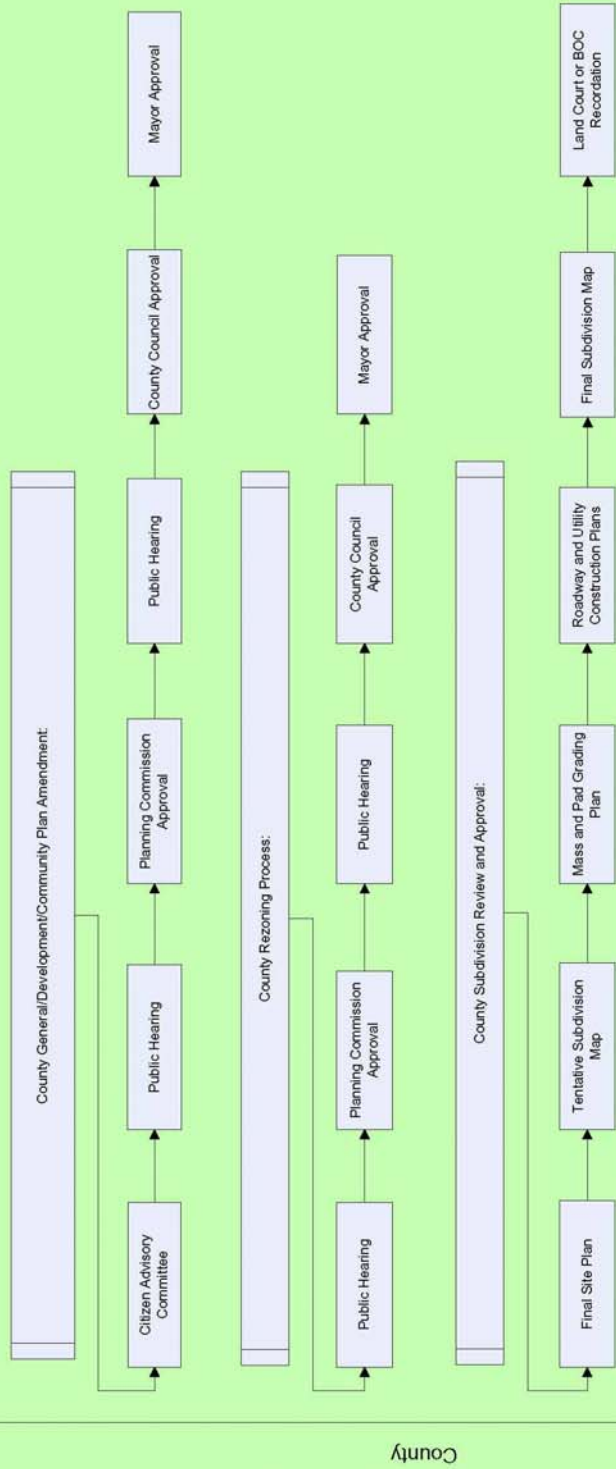 County General/Development/Community Plan Amendment:
Citizen Advisory
Committee
Public Hearing
Planning Commission
Approval
Public Hearing
County Council Approval
Mayor Approval
County Rezoning Process:
Public Hearing
Planning Commission
Approval
Public Hearing
County Council
Approval
Mayor Approval
County Subdivision Review and Approval:
Final Site Plan
Tentative Subdivision
Map
Mass and Pad Grading
Plan
Roadway and Utility
Construction Plans
Final Subdivision Map
Land Court or BOC
Recordation
County